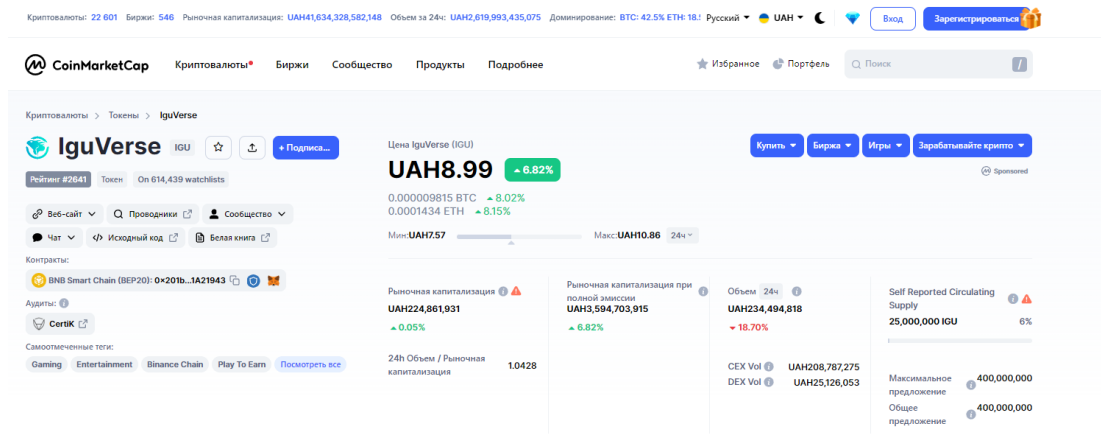 Криптовалюты: 22 601 Биржи: 546 Рыночная капитализация: UAH41,634,328,582,148 Объем за 24ч: UAH2,619,993,435,075 Доминирование: BTC: 42.5% ETH: 18.! Русский UAH Вход Зарегистрироваться
CoinMarketCap Криптовалюты Биржи Сообщество Продукты Подробнее Избранное Портфель Поиск /
Криптовалюты > Токены > IguVerse
IguVerse IGU + Подписа...
Рейтинг #2641 Токен On 614,439 watchlists
Веб-сайт Проводники Сообщество
Чат Исходный код Белая книга
Контракты:
BNB Smart Chain (BEP20): 0×201b...1A21943
Аудиты:
CertiK
Самоотмеченные теги:
Gaming Entertainment Binance Chain Play To Earn Посмотреть все
Цена IguVerse (IGU)
UAH8.99 6.82%
0.000009815 BTC 8.02%
0.0001434 ETH 8.15%
Мин:UAH7.57 Макс:UAH10.86 24ч
Купить Биржа Игры Зарабатывайте крипто
Sponsored
Рыночная капитализация
UAH224,861,931
0.05%
24h Объем / Рыночная
капитализация
1.0428
Рыночная капитализация при
полной эмиссии
UAH3,594,703,915
6.82%
Объем 24ч
UAH234,494,818
18.70%
CEX Vol UAH208,787,275
DEX Vol UAH25,126,053
Self Reported Circulating
Supply
25,000,000 IGU 6%
Максимальное
предложение
400,000,000
Общее
предложение
400,000,000